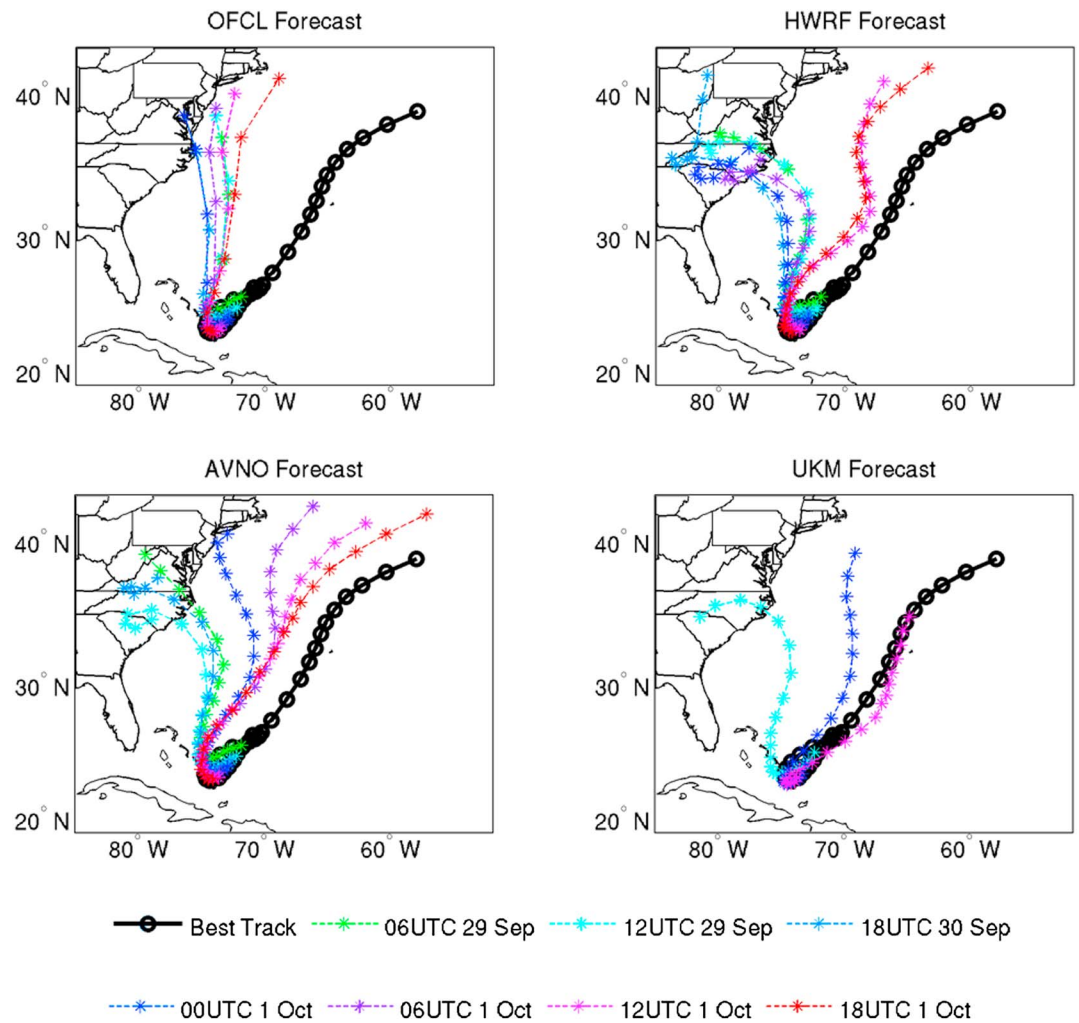 OFCL Forecast
HWRF Forecast
40° N
30° N
20° N
80° W 70° W 60° W
40° N
30° N
20° N
80° W 70° W 60° W
AVNO Forecast
UKM Forecast
40° N
30° N
20° N
80° W 70° W 60° W
40° N
30° N
20° N
80° W 70° W 60° W
Best Track 06UTC 29 Sep 12UTC 29 Sep 18UTC 30 Sep
00UTC 1 Oct 06UTC 1 Oct 12UTC 1 Oct 18UTC 1 Oct